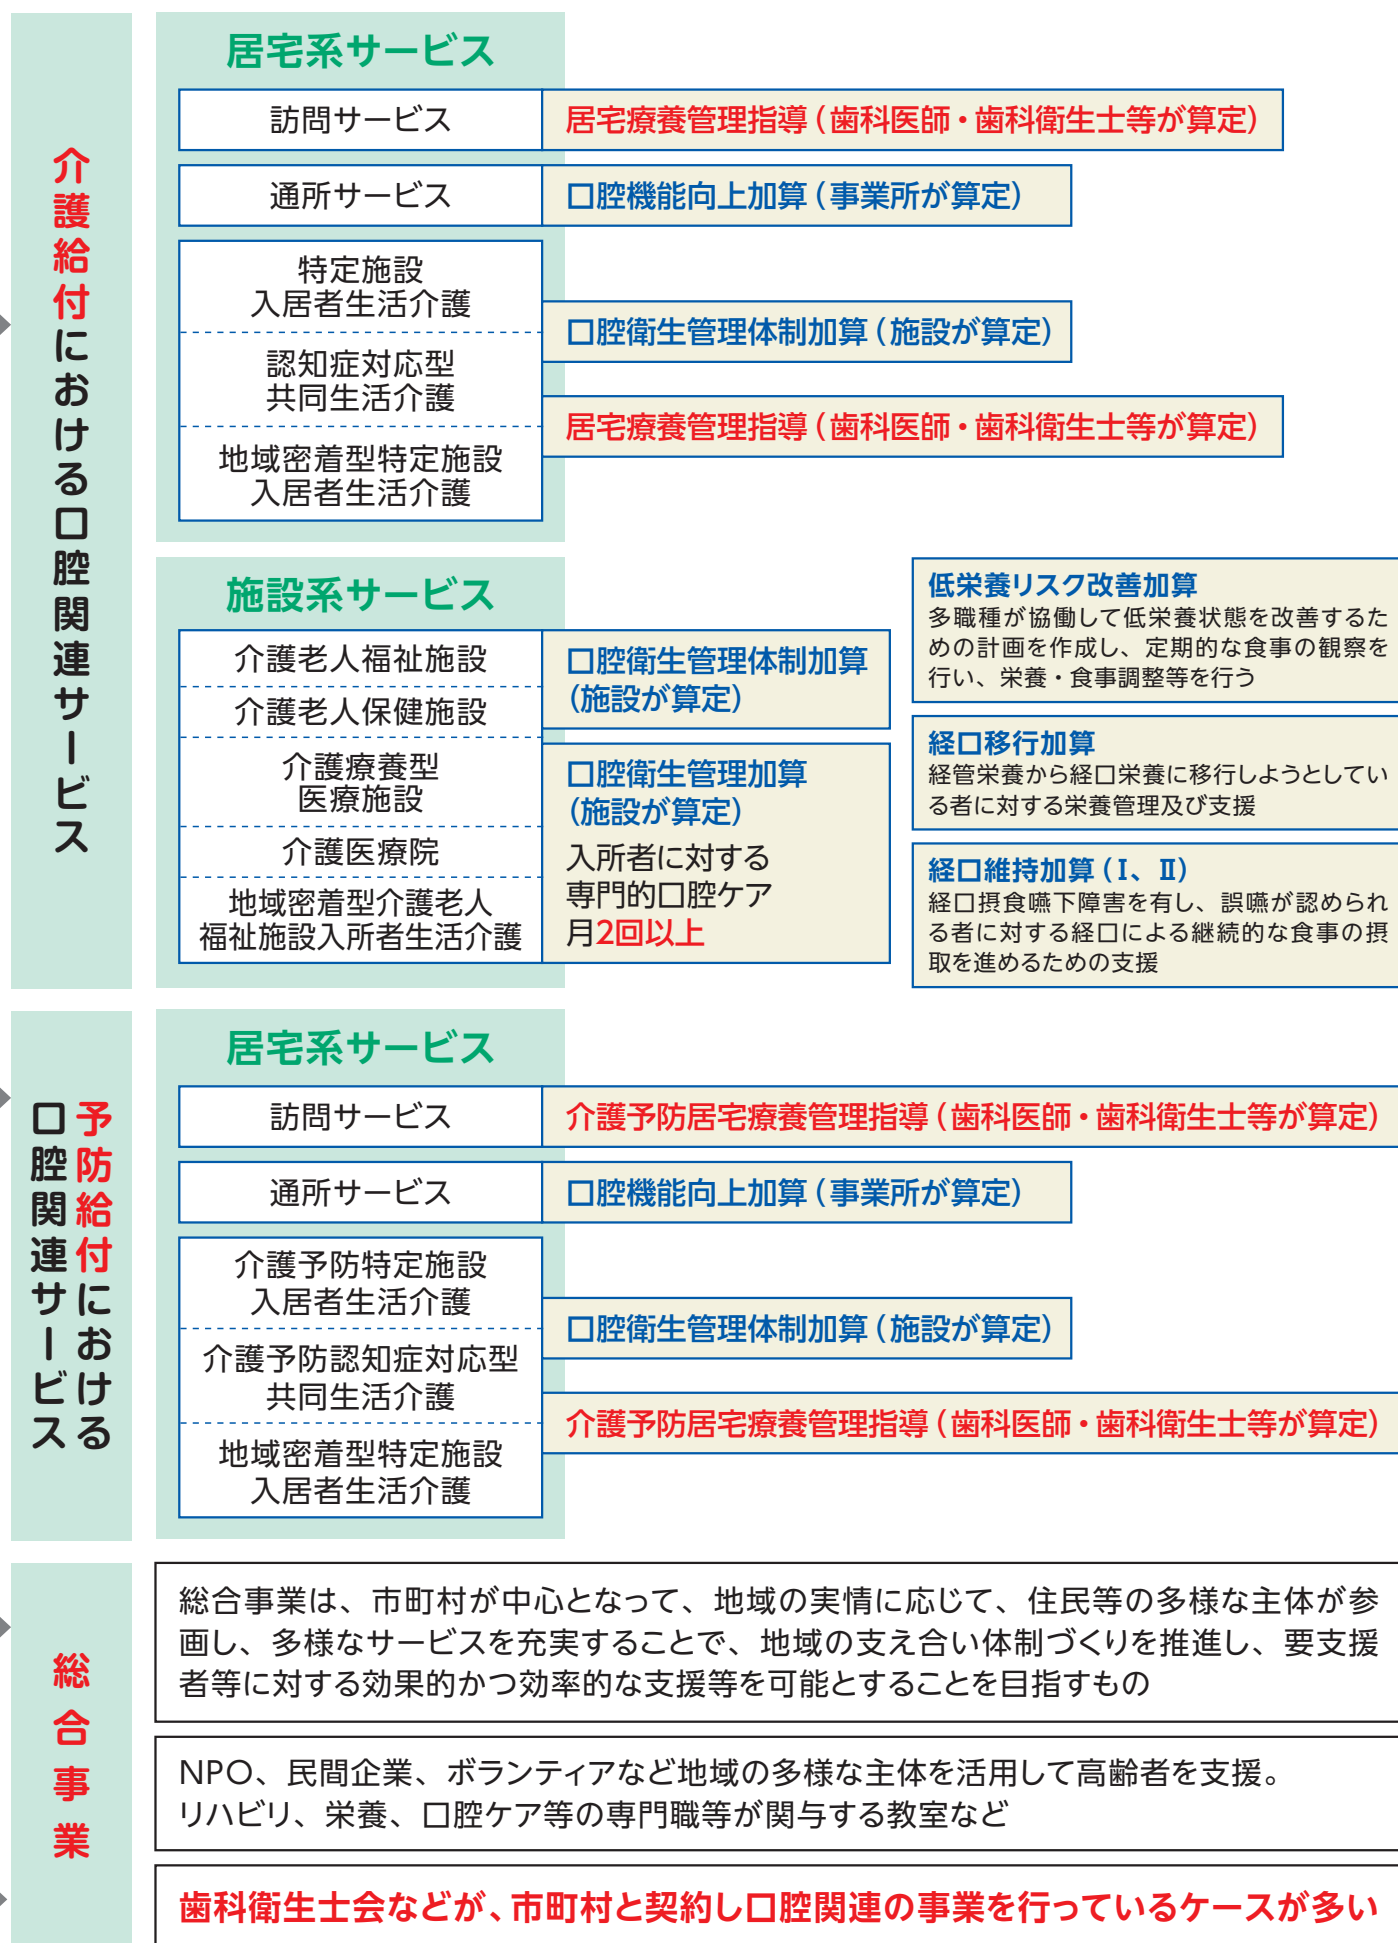 介護給付における口腔関連サービス
居宅系サービス
訪問サービス
居宅療養管理指導（歯科医師・歯科衛生士等が算定）
通所サービス
口腔機能向上加算（事業所が算定）
特定施設
入居者生活介護
認知症対応型
共同生活介護
地域密着型特定施設
入居者生活介護
口腔衛生管理体制加算（施設が算定）
居宅療養管理指導（歯科医師・歯科衛生士等が算定）
施設系サービス
介護老人福祉施設
介護老人保健施設
介護療養型
医療施設
介護医療院
地域密着型介護老人
福祉施設入所者生活介護
口腔衛生管理体制加算
（施設が算定）
口腔衛生管理加算
（施設が算定）
入所者に対する
専門的口腔ケア
月2回以上
低栄養リスク改善加算
多職種が協働して低栄養状態を改善するた
めの計画を作成し、定期的な食事の観察を
行い、栄養・食事調整等を行う
経口移行加算
経管栄養から経口栄養に移行しようとしてい
る者に対する栄養管理及び支援
経口維持加算（Ⅰ、Ⅱ）
経口摂食嚥下障害を有し、誤嚥が認められ
る者に対する経口による継続的な食事の摂
取を進めるための支援
予防給付における
口腔関連サービス
居宅系サービス
訪問サービス
介護予防居宅療養管理指導（歯科医師・歯科衛生士等が算定）
通所サービス
口腔機能向上加算（事業所が算定）
介護予防特定施設
入居者生活介護
介護予防認知症対応型
共同生活介護
地域密着型特定施設
入居者生活介護
口腔衛生管理体制加算（施設が算定）
介護予防居宅療養管理指導（歯科医師・歯科衛生士等が算定）
総合事業
総合事業は、市町村が中心となって、地域の実情に応じて、住民等の多様な主体が参
画し、多様なサービスを充実することで、地域の支え合い体制づくりを推進し、要支援
者等に対する効果的かつ効率的な支援等を可能とすることを目指すもの
NPO、民間企業、ボランティアなど地域の多様な主体を活用して高齢者を支援。
リハビリ、栄養、口腔ケア等の専門職等が関与する教室など
歯科衛生士会などが、市町村と契約し口腔関連の事業を行っているケースが多い